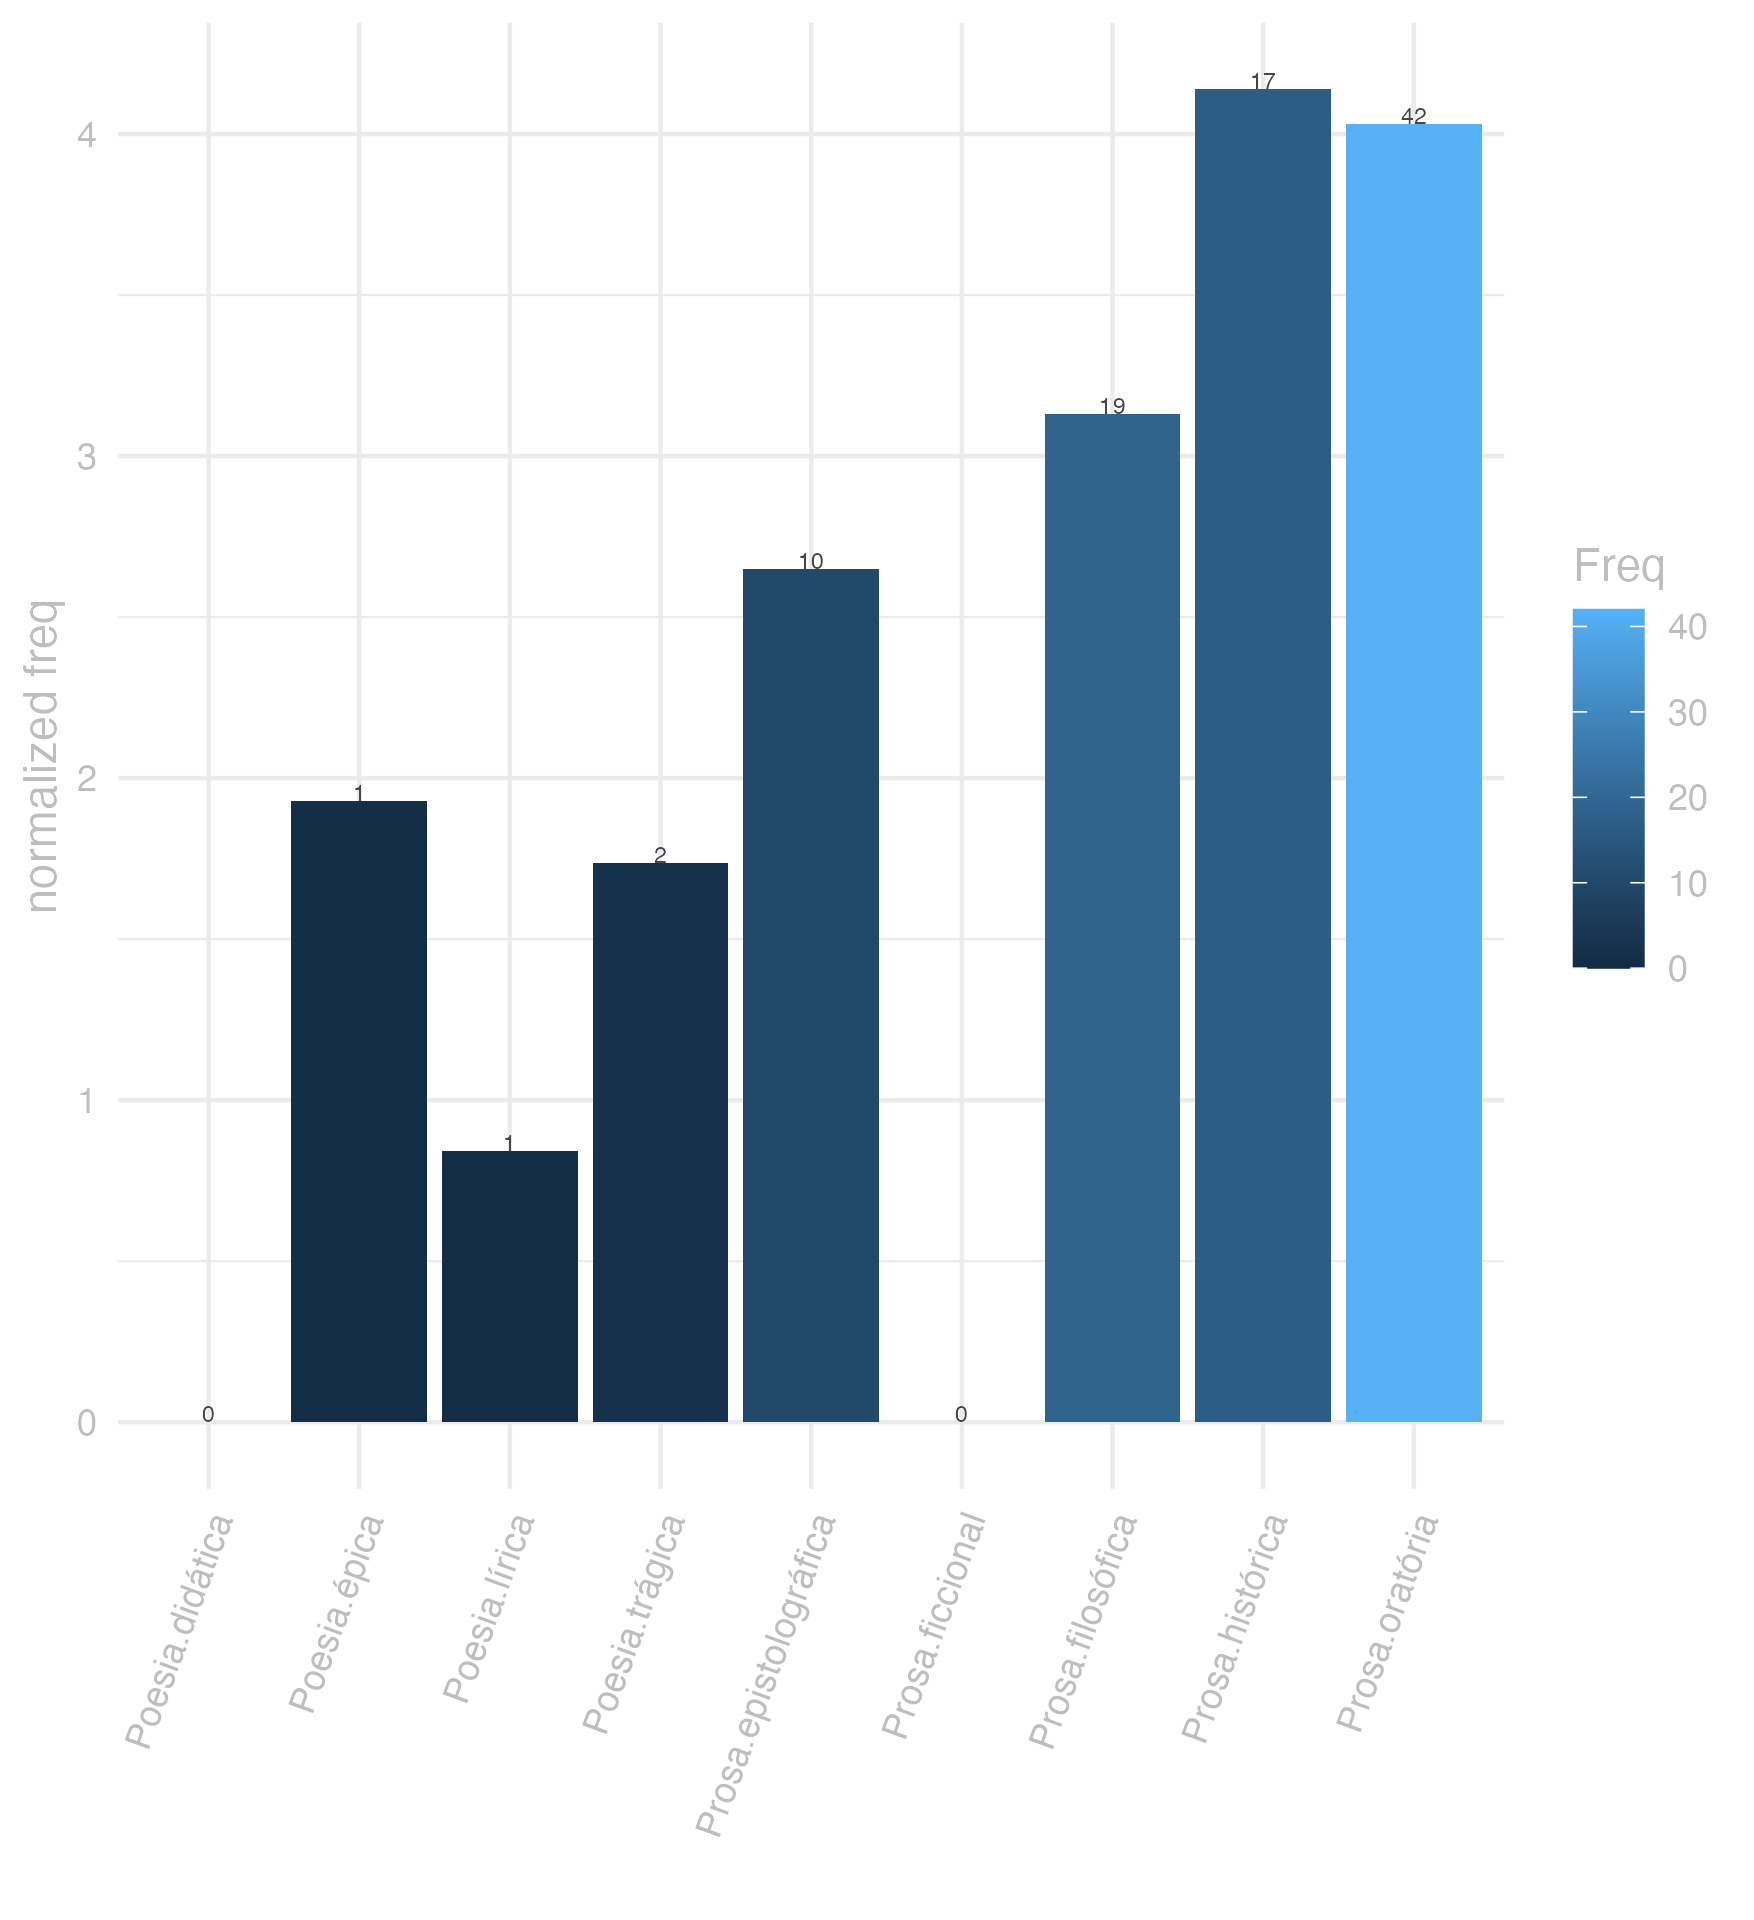 normalized freq
4
3
2
1
0
0
1
1
2
10
0
19
17
42
Poesia.didática
Poesia.épica
Poesia.lírica
Poesia.trágica
Prosa.epistolográfica
Prosa.ficcional
Prosa.filosófica
Prosa.histórica
Prosa.oratória
Freq
40
30
20
10
0